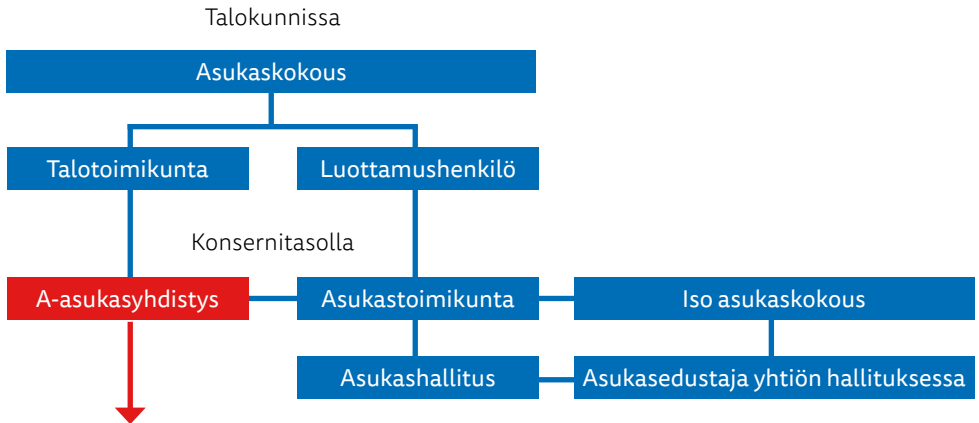 Talokunnissa
Asukaskokous
Talotoimikunta
Luottamushenkilö
Konsernitasolla
A-asukasyhdistys
Asukastoimikunta
Iso asukaskokous
Asukashallitus
Asukasedustaja yhtiön hallituksessa